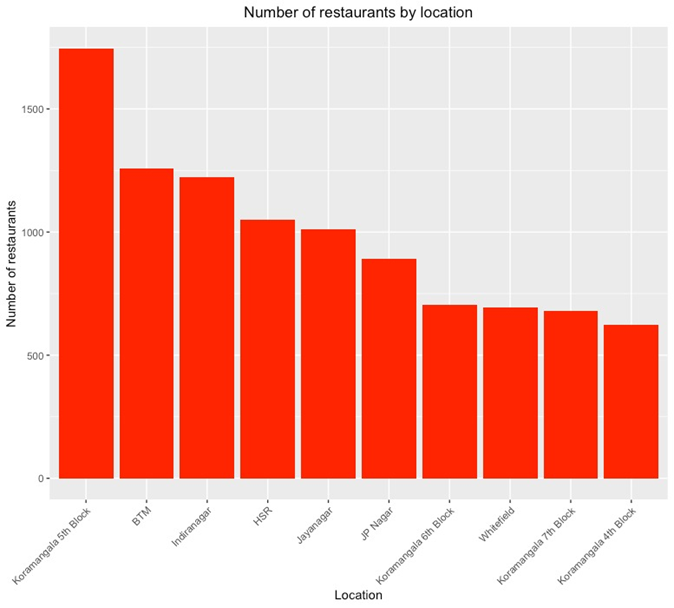 Number of restaurants by location
Number of restaurants
1500
1000
500
0
Koramangala 5th Block
BTM
Indiranagar
HSR
Jayanagar
JP Nagar
Koramangala 6th Block
Whitefield
Koramangala 7th Block
Koramangala 4th Block
Location